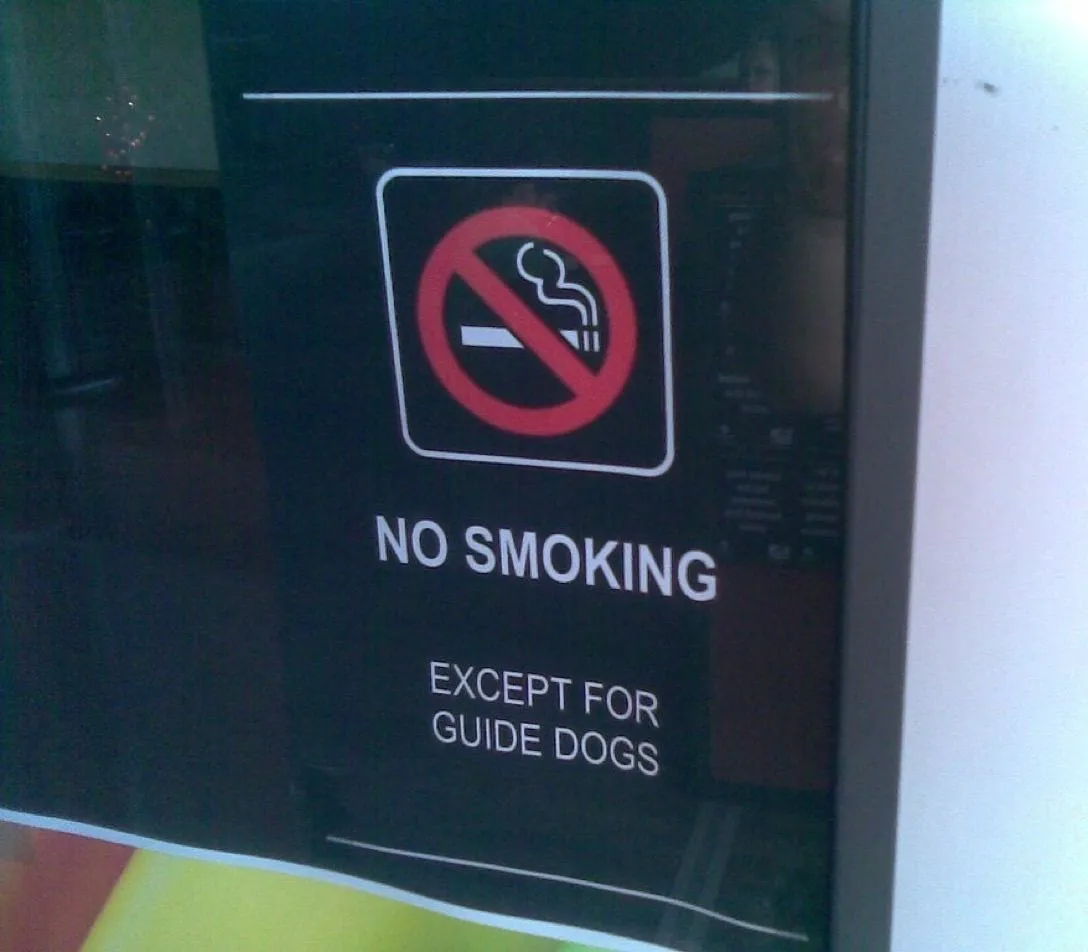 NO SMOKING
EXCEPT FOR
GUIDE DOGS